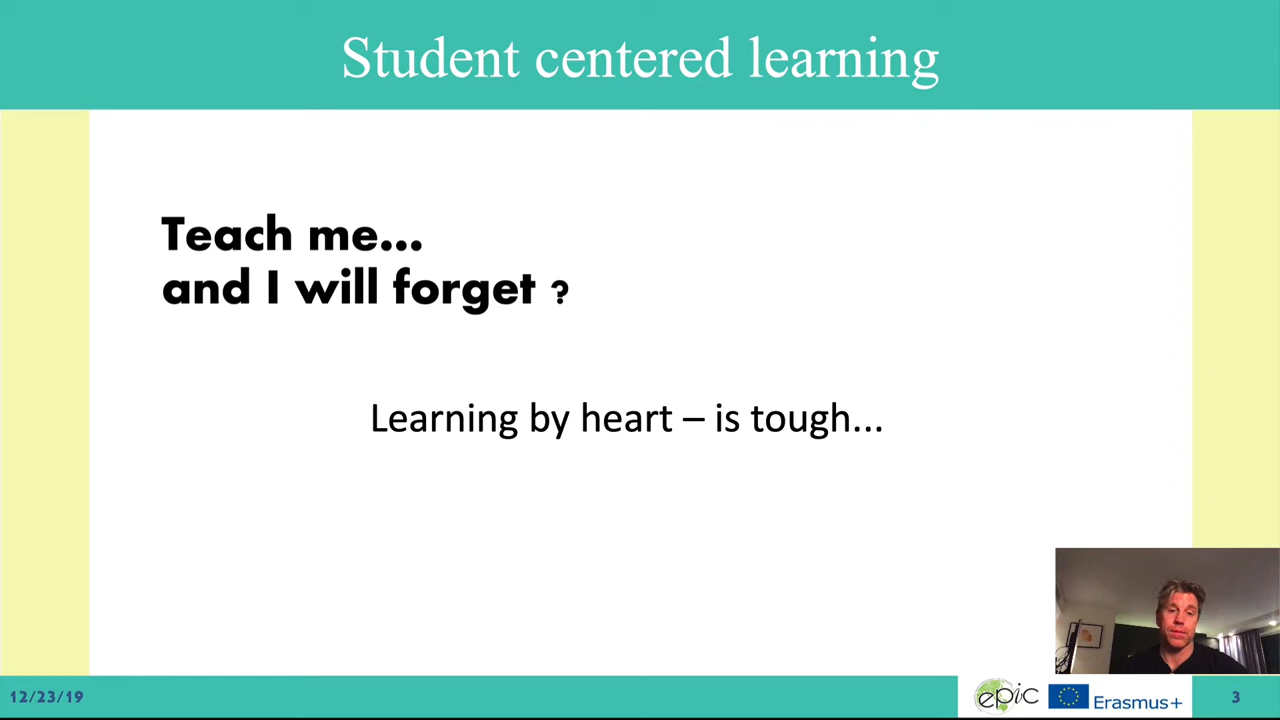 Student centered learning
Teach me...
and I will forget ?
Learning by heart – is tough...
12/23/19
epic
Erasmus+
3